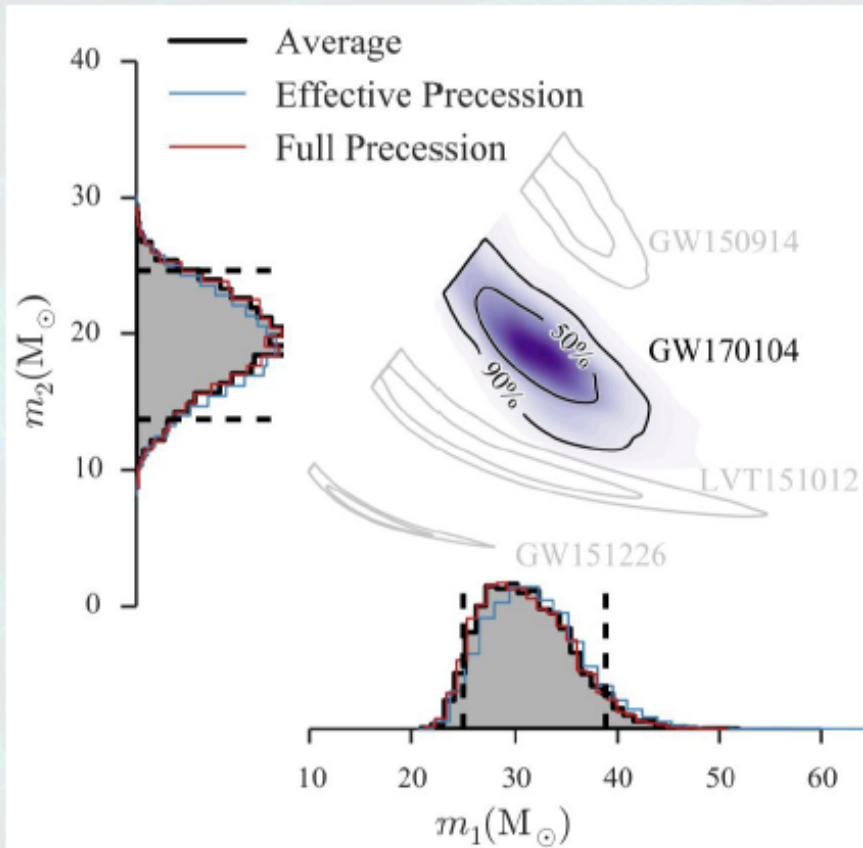 Average
Effective Precession
Full Precession
40
30
20
10
0
m₂(M☉)
GW150914
GW170104
50%
90%
LVT151012
GW151226
10 20 30 40 50 60
m₁(M☉)